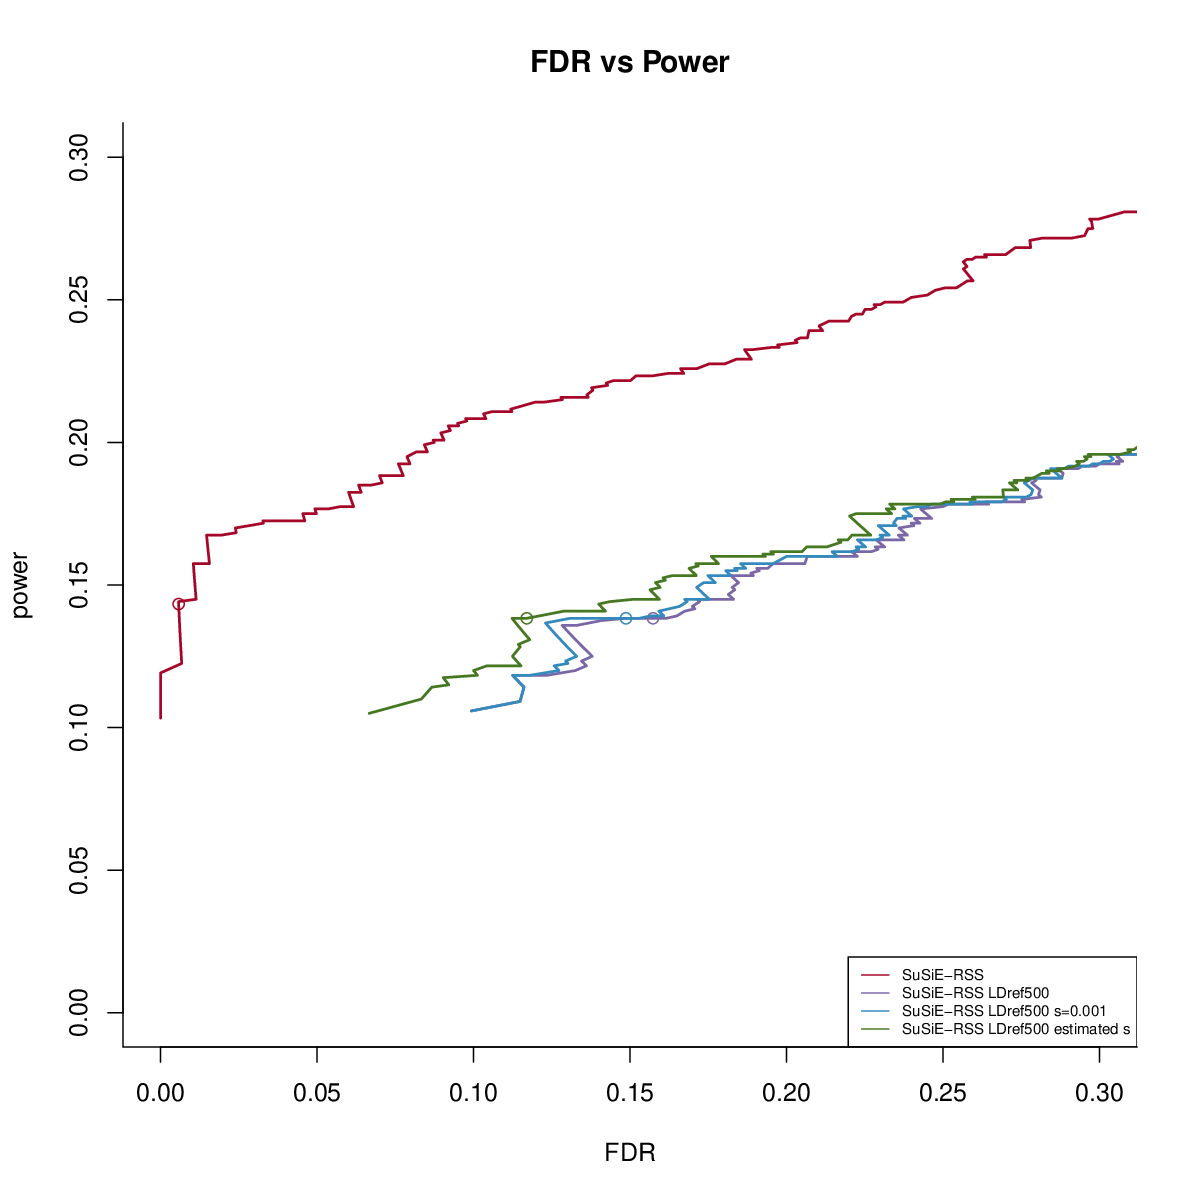 FDR vs Power
power
0.30
0.25
0.20
0.15
0.10
0.05
0.00
SuSiE−RSS
SuSiE−RSS LDref500
SuSiE−RSS LDref500 s=0.001
SuSiE−RSS LDref500 estimated s
0.00 0.05 0.10 0.15 0.20 0.25 0.30
FDR